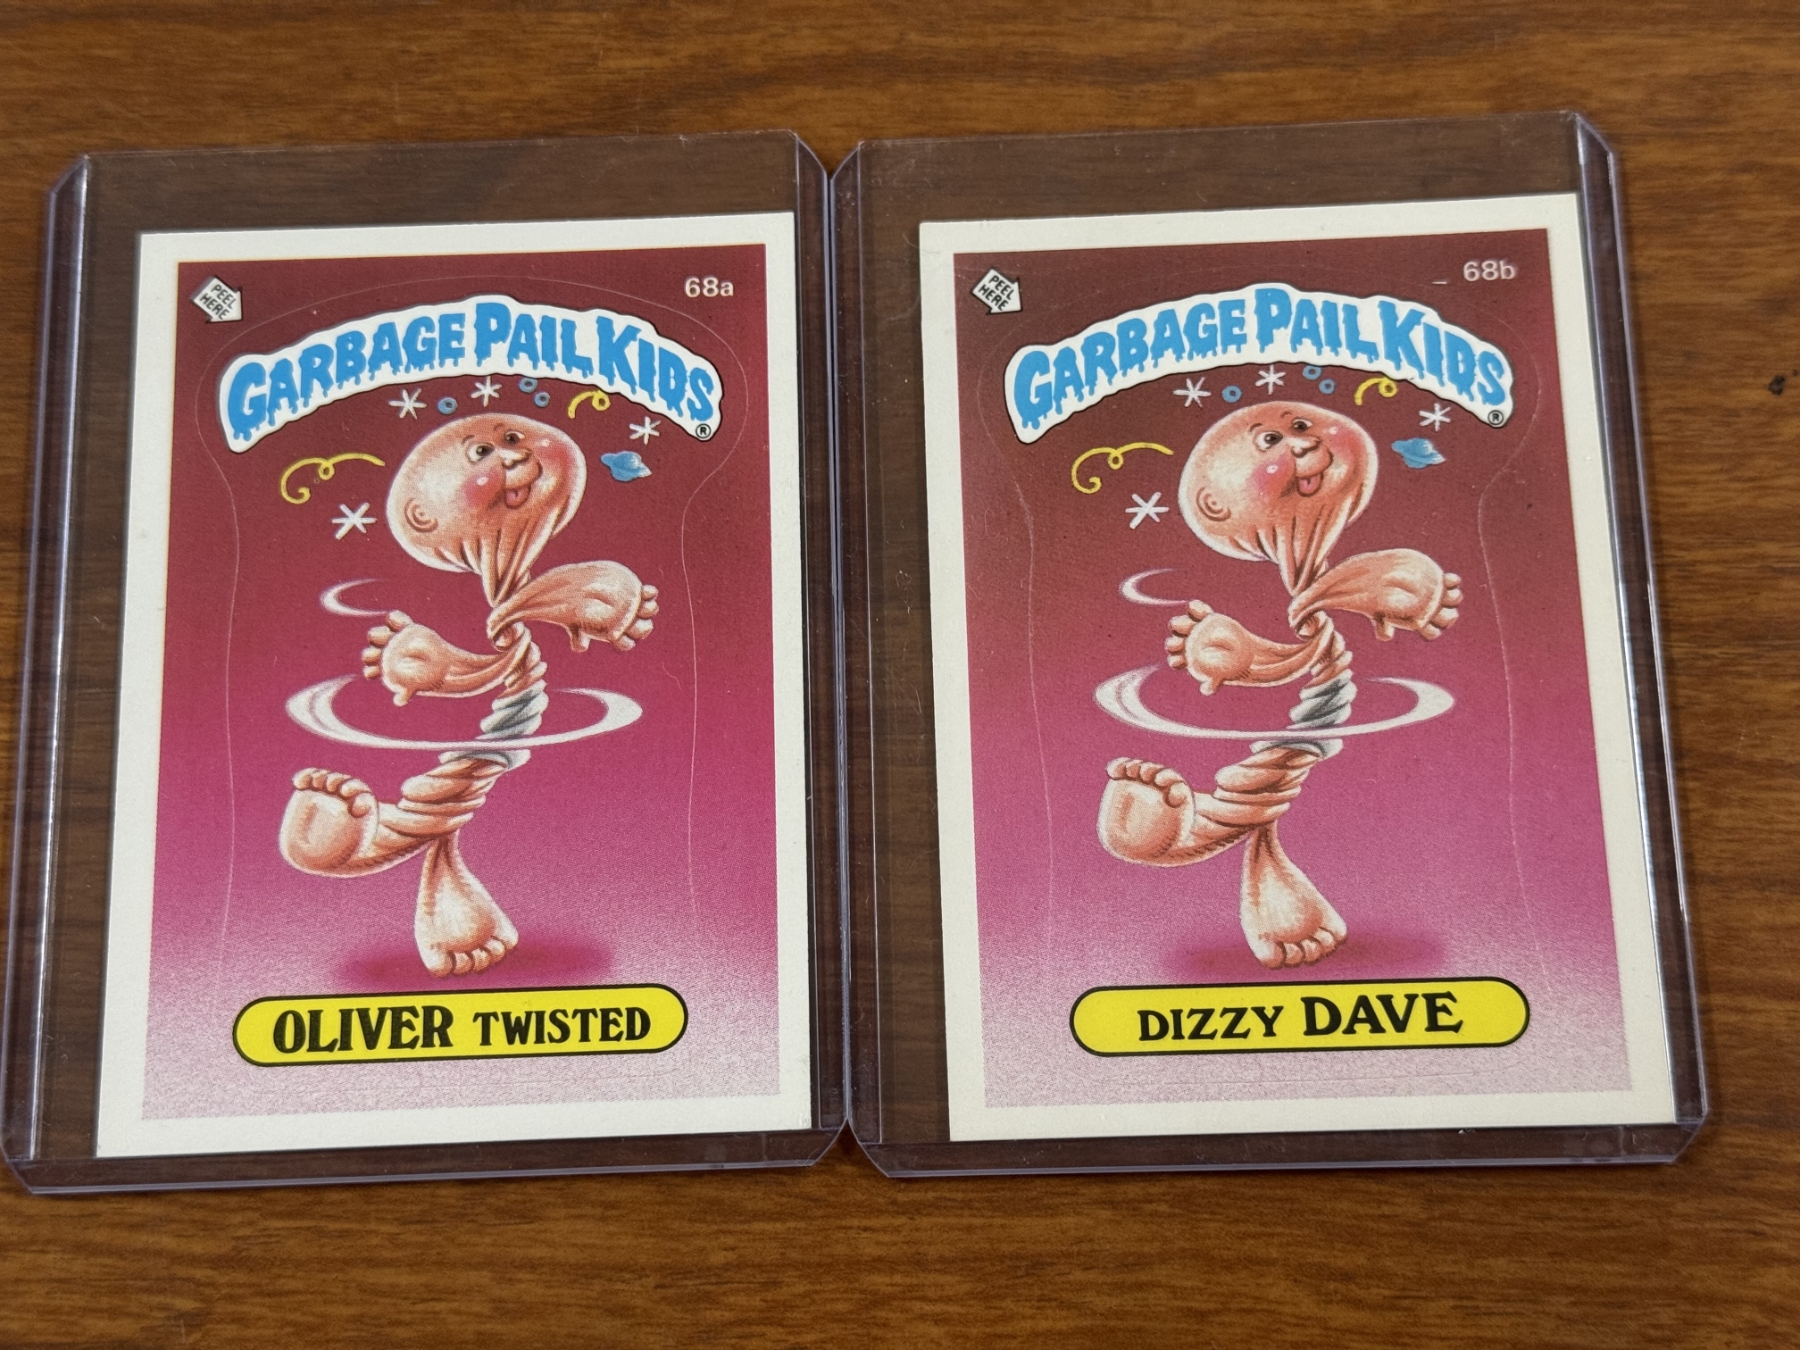 PEEL
HERE
68a
GARBAGE PAIL KIDS
®
OLIVER TWISTED
PEEL
HERE
68b
GARBAGE PAIL KIDS
®
DIZZY DAVE